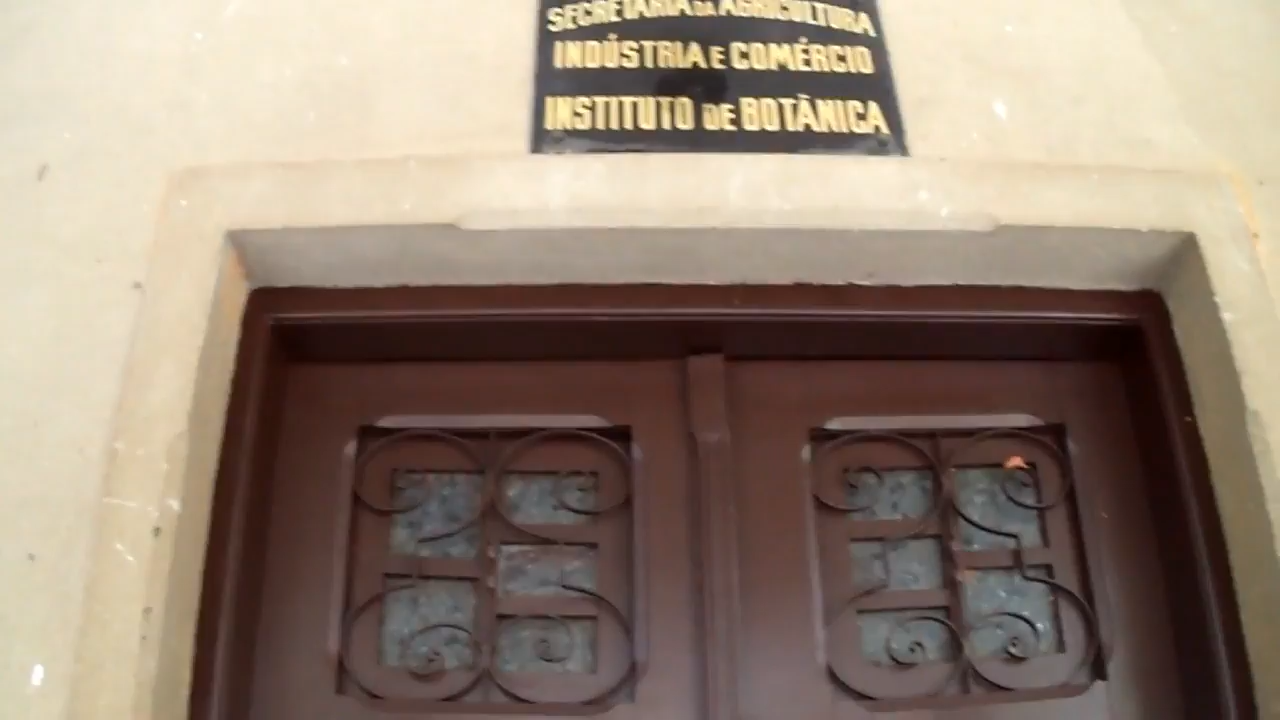 SECRETARIA DA AGRICULTURA
INDÚSTRIA E COMÉRCIO
INSTITUTO DE BOTÂNICA